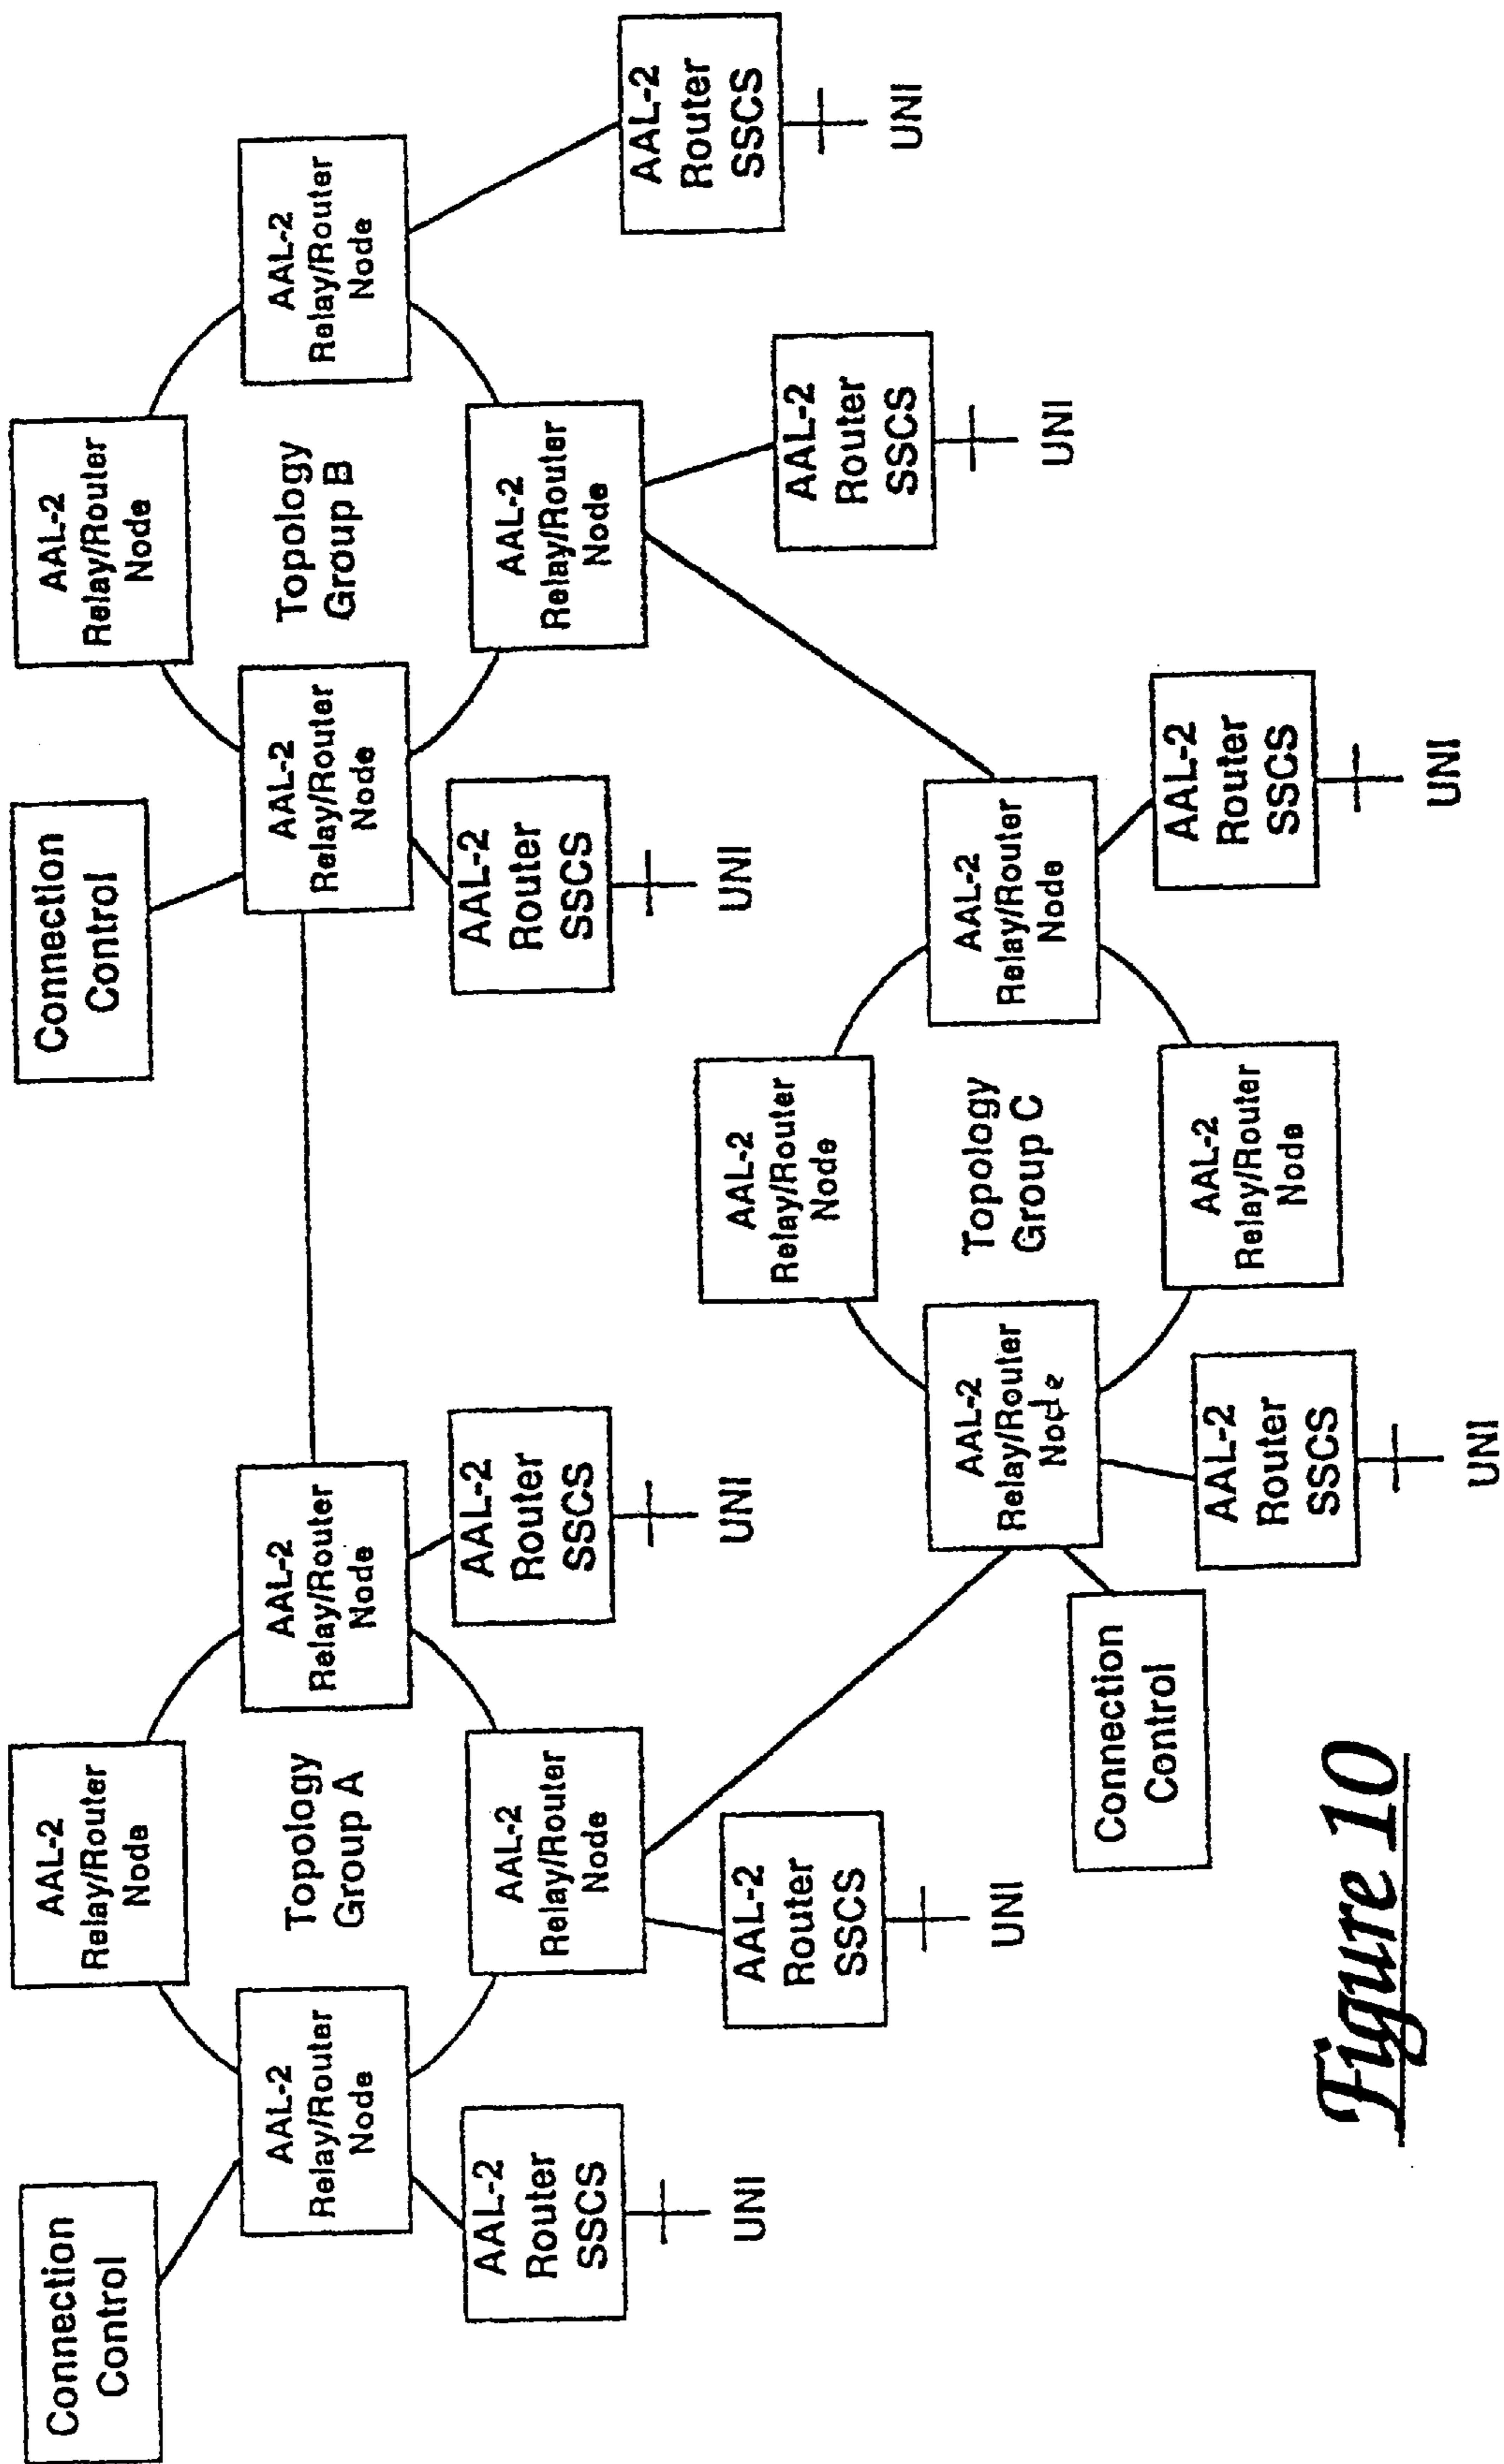 Connection
Control
AAL-2
Relay/Router
Node
AAL-2
Relay/Router
Node
Topology
Group A
AAL-2
Relay/Router
Node
AAL-2
Relay/Router
Node
AAL-2
Router
SSCS
UNI
AAL-2
Router
SSCS
UNI
AAL-2
Router
SSCS
UNI
Connection
Control
AAL-2
Relay/Router
Node
AAL-2
Relay/Router
Node
Topology
Group B
AAL-2
Relay/Router
Node
AAL-2
Relay/Router
Node
AAL-2
Router
SSCS
UNI
AAL-2
Router
SSCS
UNI
AAL-2
Router
SSCS
UNI
AAL-2
Relay/Router
Node
AAL-2
Relay/Router
Node
Topology
Group C
AAL-2
Relay/Router
Node
AAL-2
Relay/Router
Node
Connection
Control
AAL-2
Router
SSCS
UNI
AAL-2
Router
SSCS
UNI
Figure 10